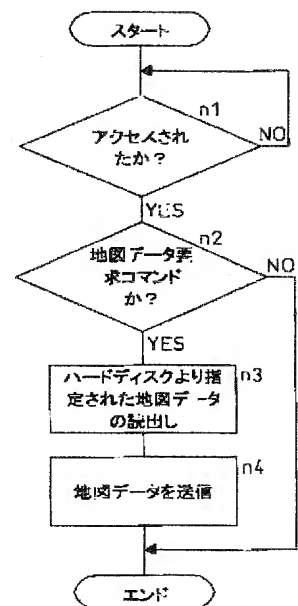 スタート
n1
アクセスされ
たか？
NO
YES
n2
地図データ要
求コマンド
か？
NO
YES
n3
ハードディスクより指
定された地図データ
の読出し
n4
地図データを送信
エンド